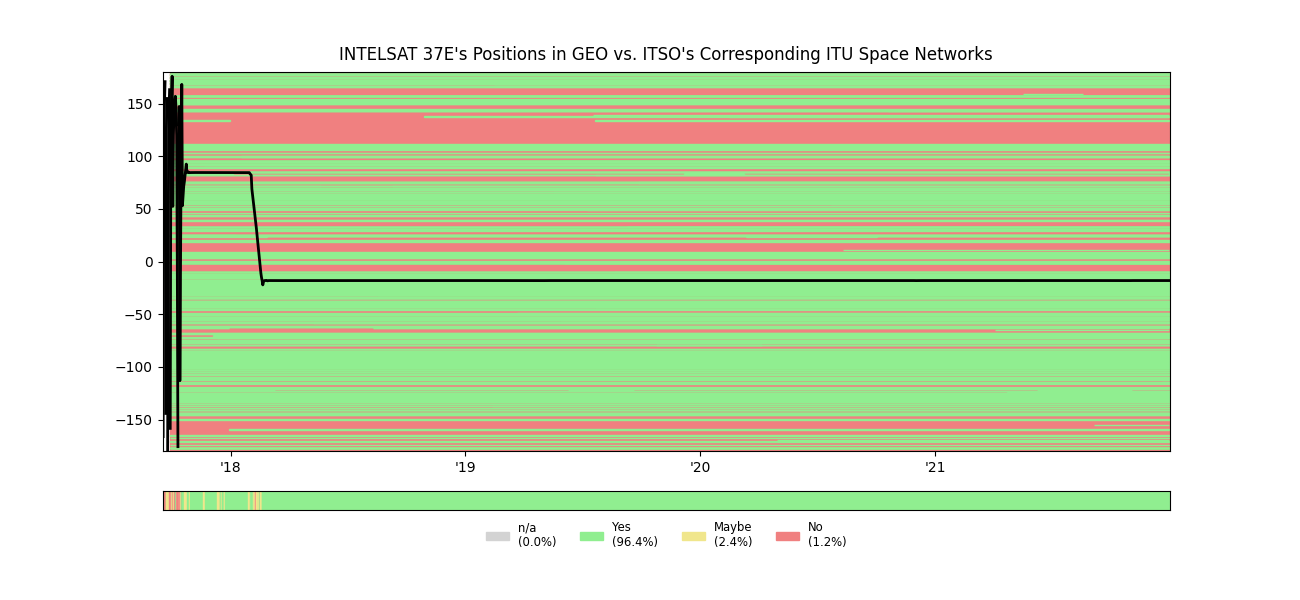 INTELSAT 37E's Positions in GEO vs. ITSO's Corresponding ITU Space Networks
150
100
50
0
−50
−100
−150
'18 '19 '20 '21
n/a Yes Maybe No
(0.0%) (96.4%) (2.4%) (1.2%)